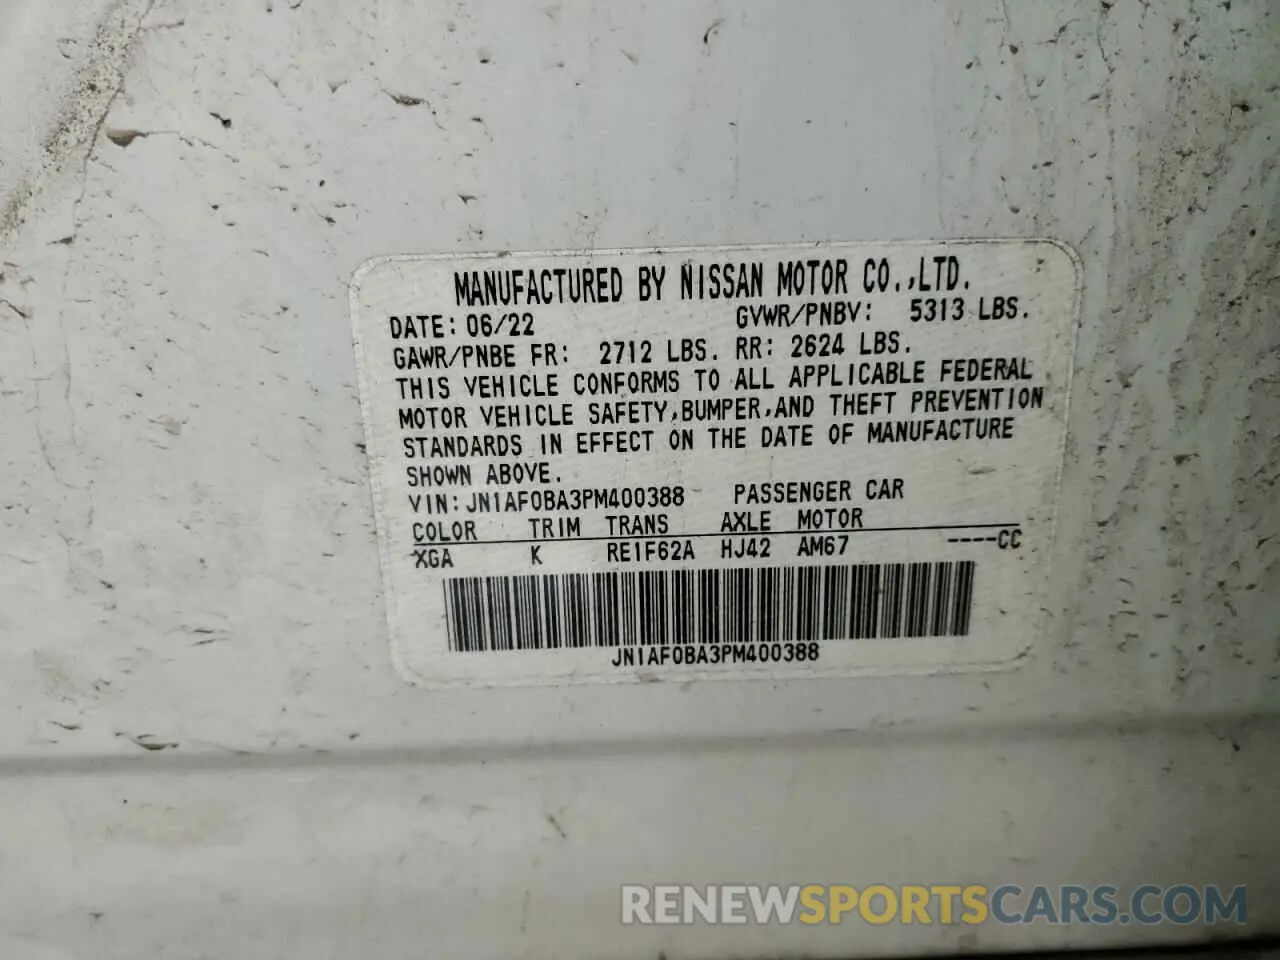 MANUFACTURED BY NISSAN MOTOR CO.,LTD.
DATE: 06/22 GVWR/PNBV: 5313 LBS.
GAWR/PNBE FR: 2712 LBS. RR: 2624 LBS.
THIS VEHICLE CONFORMS TO ALL APPLICABLE FEDERAL
MOTOR VEHICLE SAFETY,BUMPER,AND THEFT PREVENTION
STANDARDS IN EFFECT ON THE DATE OF MANUFACTURE
SHOWN ABOVE.
VIN:JN1AF0BA3PM400388 PASSENGER CAR
COLOR TRIM TRANS AXLE MOTOR
XGA K RE1F62A HJ42 AM67 ----CC
JN1AF0BA3PM400388
RENEWSPORTSCARS.COM